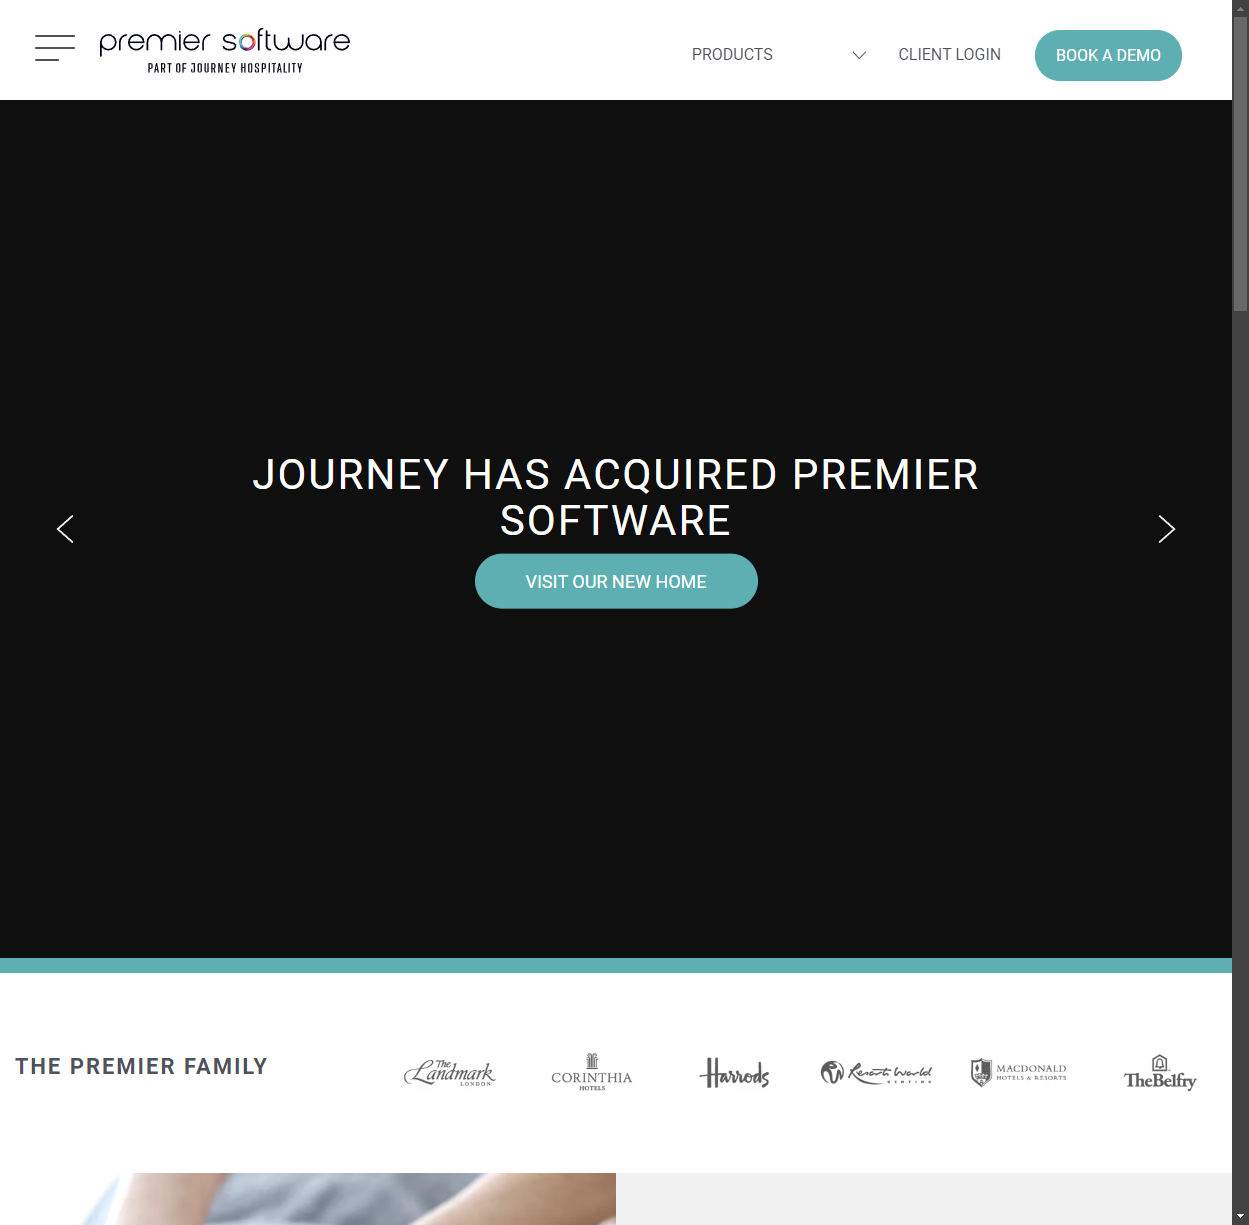 premier software
PART OF JOURNEY HOSPITALITY
PRODUCTS
CLIENT LOGIN
BOOK A DEMO
JOURNEY HAS ACQUIRED PREMIER
SOFTWARE
VISIT OUR NEW HOME
THE PREMIER FAMILY
The
Landmark
LONDON
CORINTHIA
HOTELS
Harrods
Resorts World
GENTING
MACDONALD
HOTELS & RESORTS
TheBelfry